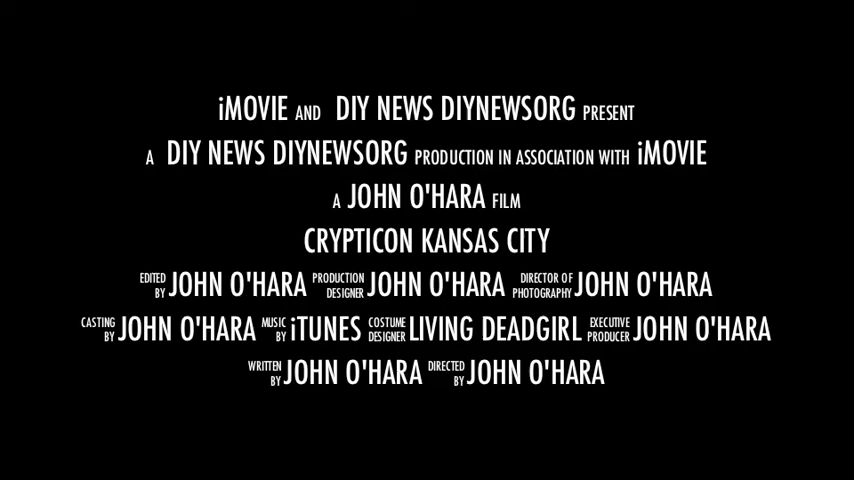 iMOVIE AND DIY NEWS DIYNEWSORG PRESENT
A DIY NEWS DIYNEWSORG PRODUCTION IN ASSOCIATION WITH iMOVIE
A JOHN O'HARA FILM
CRYPTICON KANSAS CITY
EDITED BY JOHN O'HARA PRODUCTION DESIGNER JOHN O'HARA DIRECTOR OF PHOTOGRAPHY JOHN O'HARA
CASTING BY JOHN O'HARA MUSIC BY iTUNES COSTUME DESIGNER LIVING DEADGIRL EXECUTIVE PRODUCER JOHN O'HARA
WRITTEN BY JOHN O'HARA DIRECTED BY JOHN O'HARA